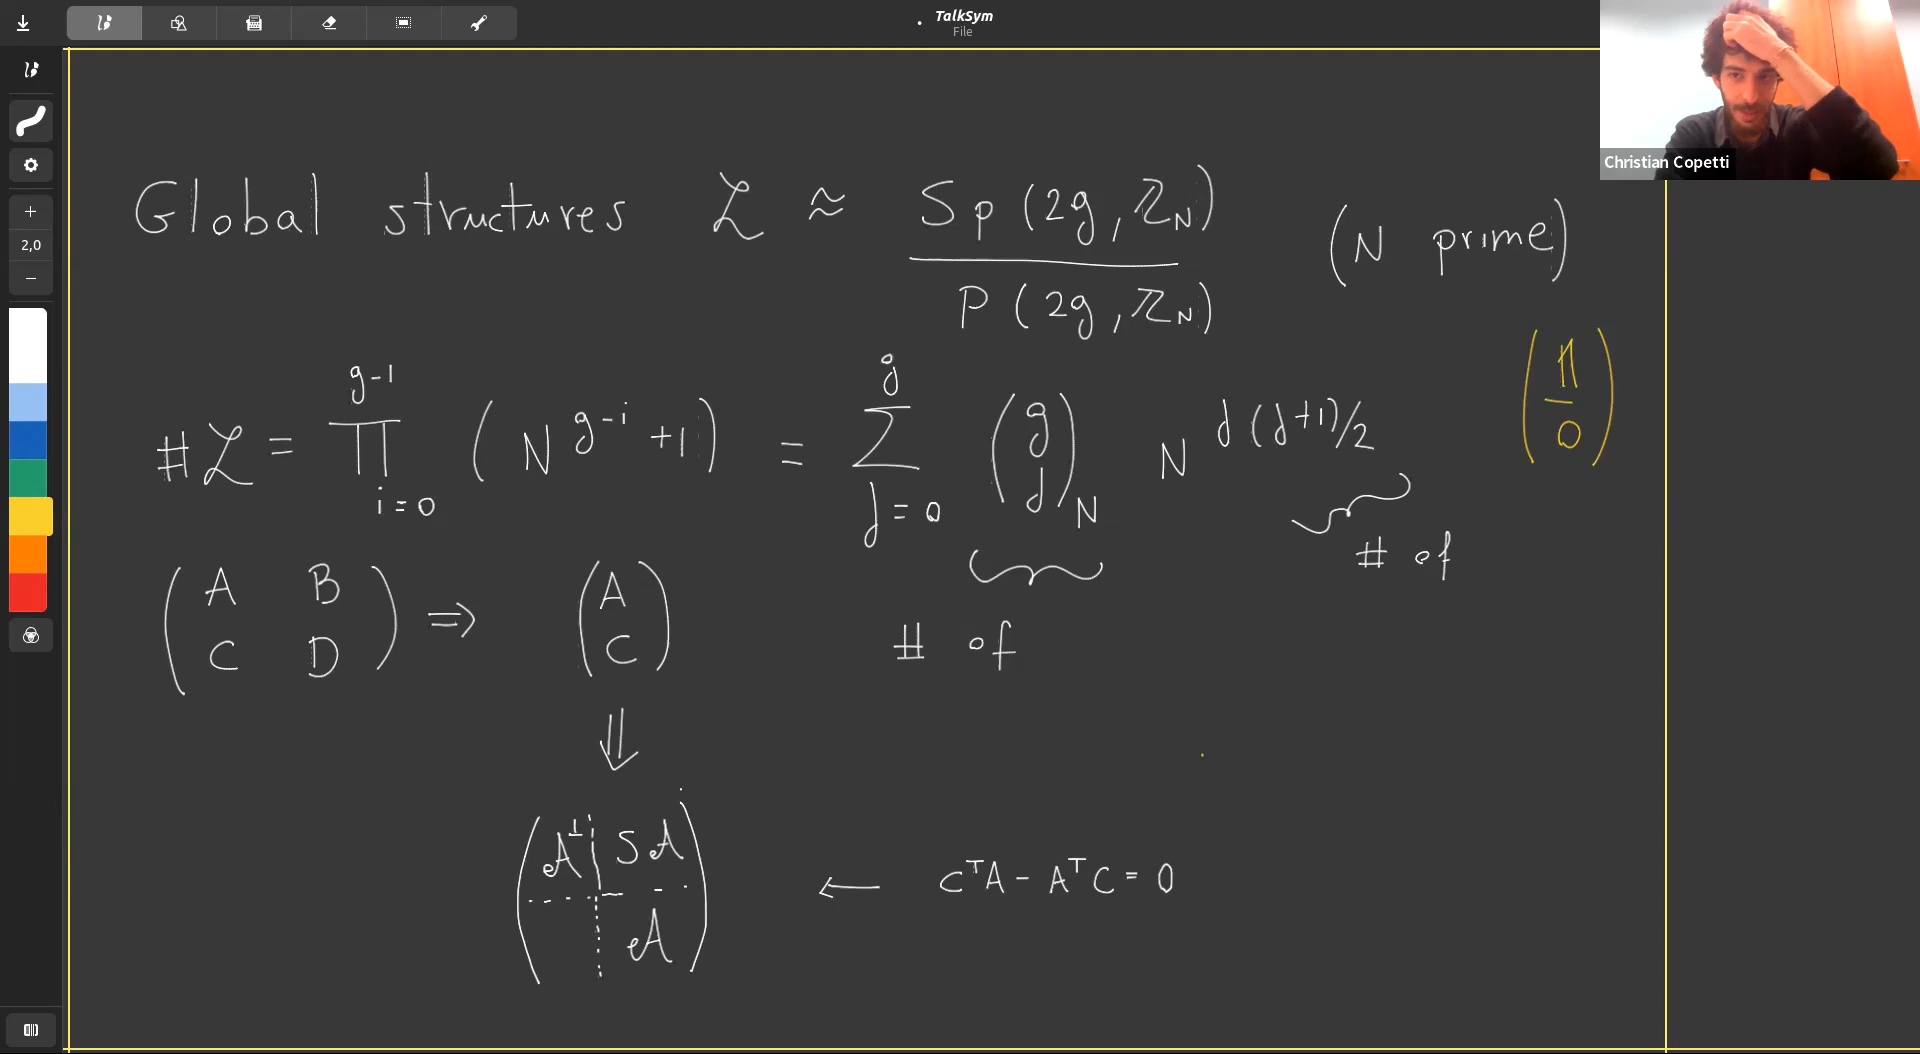 TalkSym
File
Christian Copetti
2,0
Global structures ℒ ≈ Sp(2g, ℤ_N) / P(2g, ℤ_N) (N prime)
#ℒ = ∏_{i=0}^{g-1} (N^{g-i} + 1) = ∑_{j=0}^{g} (g j)_N N^{j(j+1)/2}
(𝟙 / 0)
# of
# of
(A B C D) ⇒ (A C)
⇓
(𝒜^⊥ S𝒜 𝒜) ← C^T A - A^T C = 0